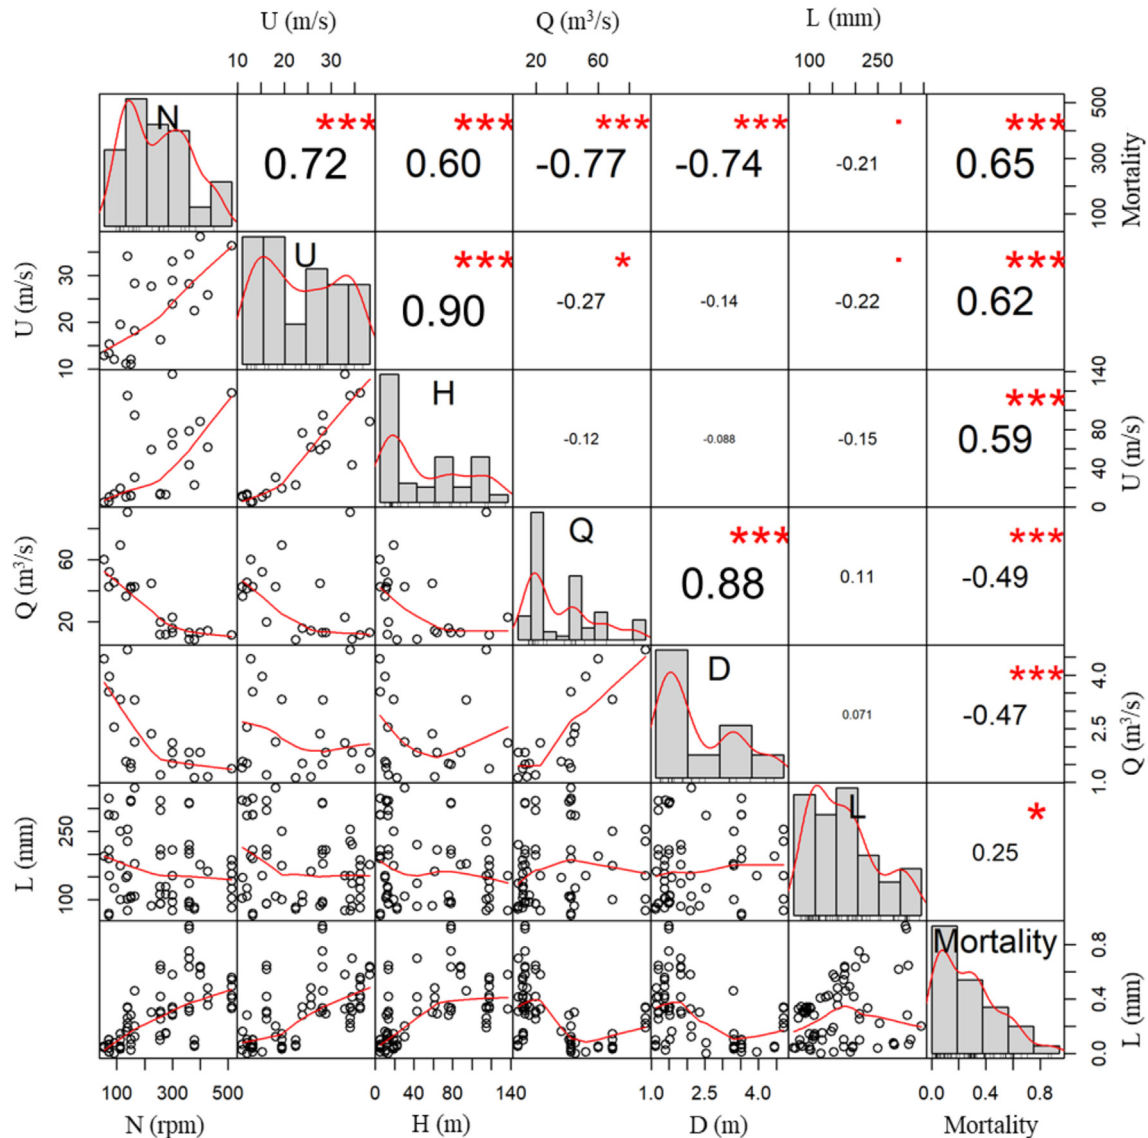 U (m/s) Q (m³/s) L (mm)
10 20 30 20 60 100 250
N *** *** *** *** . ***
0.72 0.60 -0.77 -0.74 -0.21 0.65
100 300 500
Mortality
U *** * . ***
0.90 -0.27 -0.14 -0.22 0.62
10 20 30
U (m/s)
H ***
-0.12 -0.088 -0.15 0.59
0 40 80 140
U (m/s)
Q *** ***
0.88 0.11 -0.49
20 60
Q (m³/s)
D ***
0.071 -0.47
1.0 2.5 4.0
Q (m³/s)
L *
0.25
100 250
L (mm)
Mortality
0.0 0.4 0.8
L (mm)
100 300 500 0 40 80 140 1.0 2.5 4.0 0.0 0.4 0.8
N (rpm) H (m) D (m) Mortality